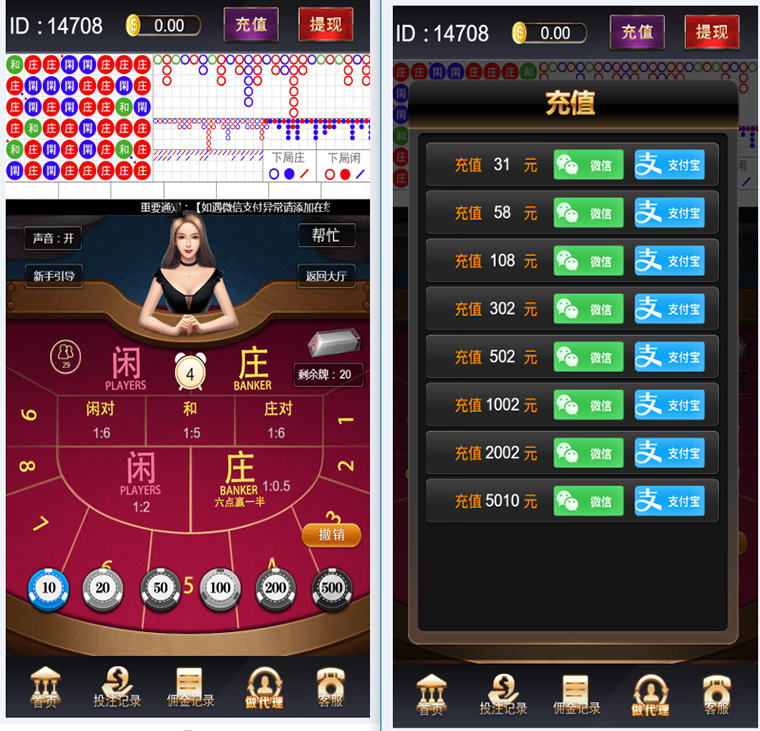 ID : 14708
0.00
充值
提现
和 庄 庄 閑 閑 庄 庄 庄
下局庄
下局闲
重要通知：【如遇微信支付异常请添加在线
声音 : 开
帮忙
新手引导
返回大厅
29
闲
PLAYERS
4
庄
BANKER
剩余牌 : 20
闲对
1:6
和
1:5
庄对
1:6
9
1
闲
PLAYERS
1:2
庄
BANKER
1:0.5
六点赢一半
8
2
7
3
撤销
6
5
4
10
20
50
100
200
500
首页
投注记录
佣金记录
做代理
客服
ID : 14708
0.00
充值
提现
充值
充值 31 元 微信 支付宝
充值 58 元 微信 支付宝
充值 108 元 微信 支付宝
充值 302 元 微信 支付宝
充值 502 元 微信 支付宝
充值 1002 元 微信 支付宝
充值 2002 元 微信 支付宝
充值 5010 元 微信 支付宝
首页
投注记录
佣金记录
做代理
客服